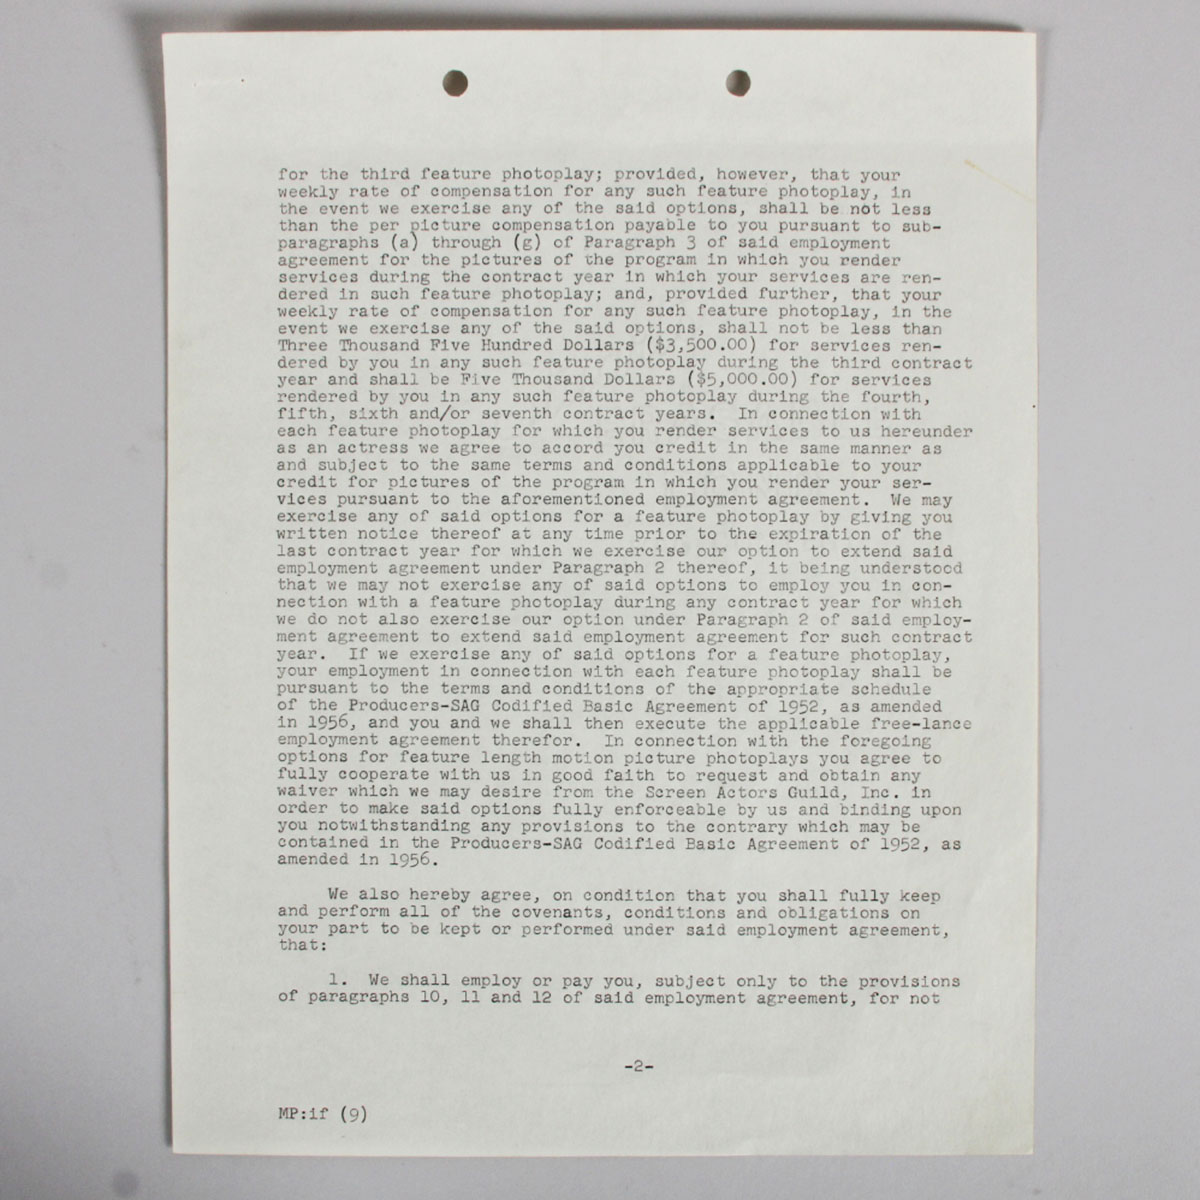 for the third feature photoplay; provided, however, that your
weekly rate of compensation for any such feature photoplay, in
the event we exercise any of the said options, shall be not less
than the per picture compensation payable to you pursuant to sub-
paragraphs (a) through (g) of Paragraph 3 of said employment
agreement for the pictures of the program in which you render
services during the contract year in which your services are ren-
dered in such feature photoplay; and, provided further, that your
weekly rate of compensation for any such feature photoplay, in the
event we exercise any of the said options, shall not be less than
Three Thousand Five Hundred Dollars ($3,500.00) for services ren-
dered by you in any such feature photoplay during the third contract
year and shall be Five Thousand Dollars ($5,000.00) for services
rendered by you in any such feature photoplay during the fourth,
fifth, sixth and/or seventh contract years.  In connection with
each feature photoplay for which you render services to us hereunder
as an actress we agree to accord you credit in the same manner as
and subject to the same terms and conditions applicable to your
credit for pictures of the program in which you render your ser-
vices pursuant to the aforementioned employment agreement.  We may
exercise any of said options for a feature photoplay by giving you
written notice thereof at any time prior to the expiration of the
last contract year for which we exercise our option to extend said
employment agreement under Paragraph 2 thereof, it being understood
that we may not exercise any of said options to employ you in con-
nection with a feature photoplay during any contract year for which
we do not also exercise our option under Paragraph 2 of said employ-
ment agreement to extend said employment agreement for such contract
year.  If we exercise any of said options for a feature photoplay,
your employment in connection with each feature photoplay shall be
pursuant to the terms and conditions of the appropriate schedule
of the Producers-SAG Codified Basic Agreement of 1952, as amended
in 1956, and you and we shall then execute the applicable free-lance
employment agreement therefor.  In connection with the foregoing
options for feature length motion picture photoplays you agree to
fully cooperate with us in good faith to request and obtain any
waiver which we may desire from the Screen Actors Guild, Inc. in
order to make said options fully enforceable by us and binding upon
you notwithstanding any provisions to the contrary which may be
contained in the Producers-SAG Codified Basic Agreement of 1952, as
amended in 1956.
We also hereby agree, on condition that you shall fully keep
and perform all of the covenants, conditions and obligations on
your part to be kept or performed under said employment agreement,
that:
1.  We shall employ or pay you, subject only to the provisions
of paragraphs 10, 11 and 12 of said employment agreement, for not
-2-
MP:if (9)